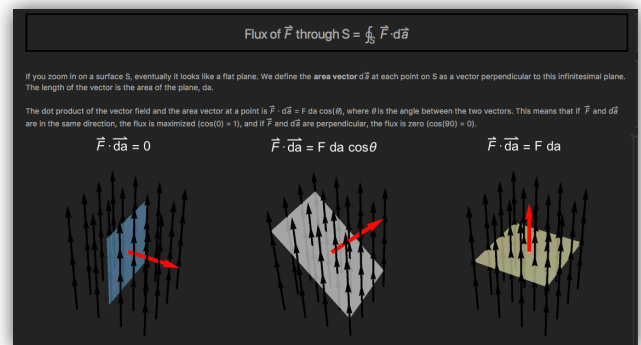 Flux of F⃗ through S = ∮ₛ F⃗·da⃗
If you zoom in on a surface S, eventually it looks like a flat plane. We define the area vector da⃗ at each point on S as a vector perpendicular to this infinitesimal plane.
The length of the vector is the area of the plane, da.
The dot product of the vector field and the area vector at a point is F⃗ · da⃗ = F da cos(θ), where θ is the angle between the two vectors. This means that if F⃗ and da⃗
are in the same direction, the flux is maximized (cos(0) = 1), and if F⃗ and da⃗ are perpendicular, the flux is zero (cos(90) = 0).
F⃗ · da⃗ = 0 F⃗ · da⃗ = F da cosθ F⃗ · da⃗ = F da